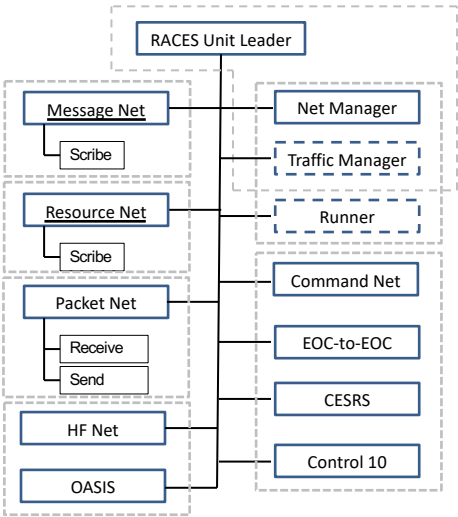 RACES Unit Leader
Message Net
Scribe
Resource Net
Scribe
Packet Net
Receive
Send
HF Net
OASIS
Net Manager
Traffic Manager
Runner
Command Net
EOC-to-EOC
CESRS
Control 10